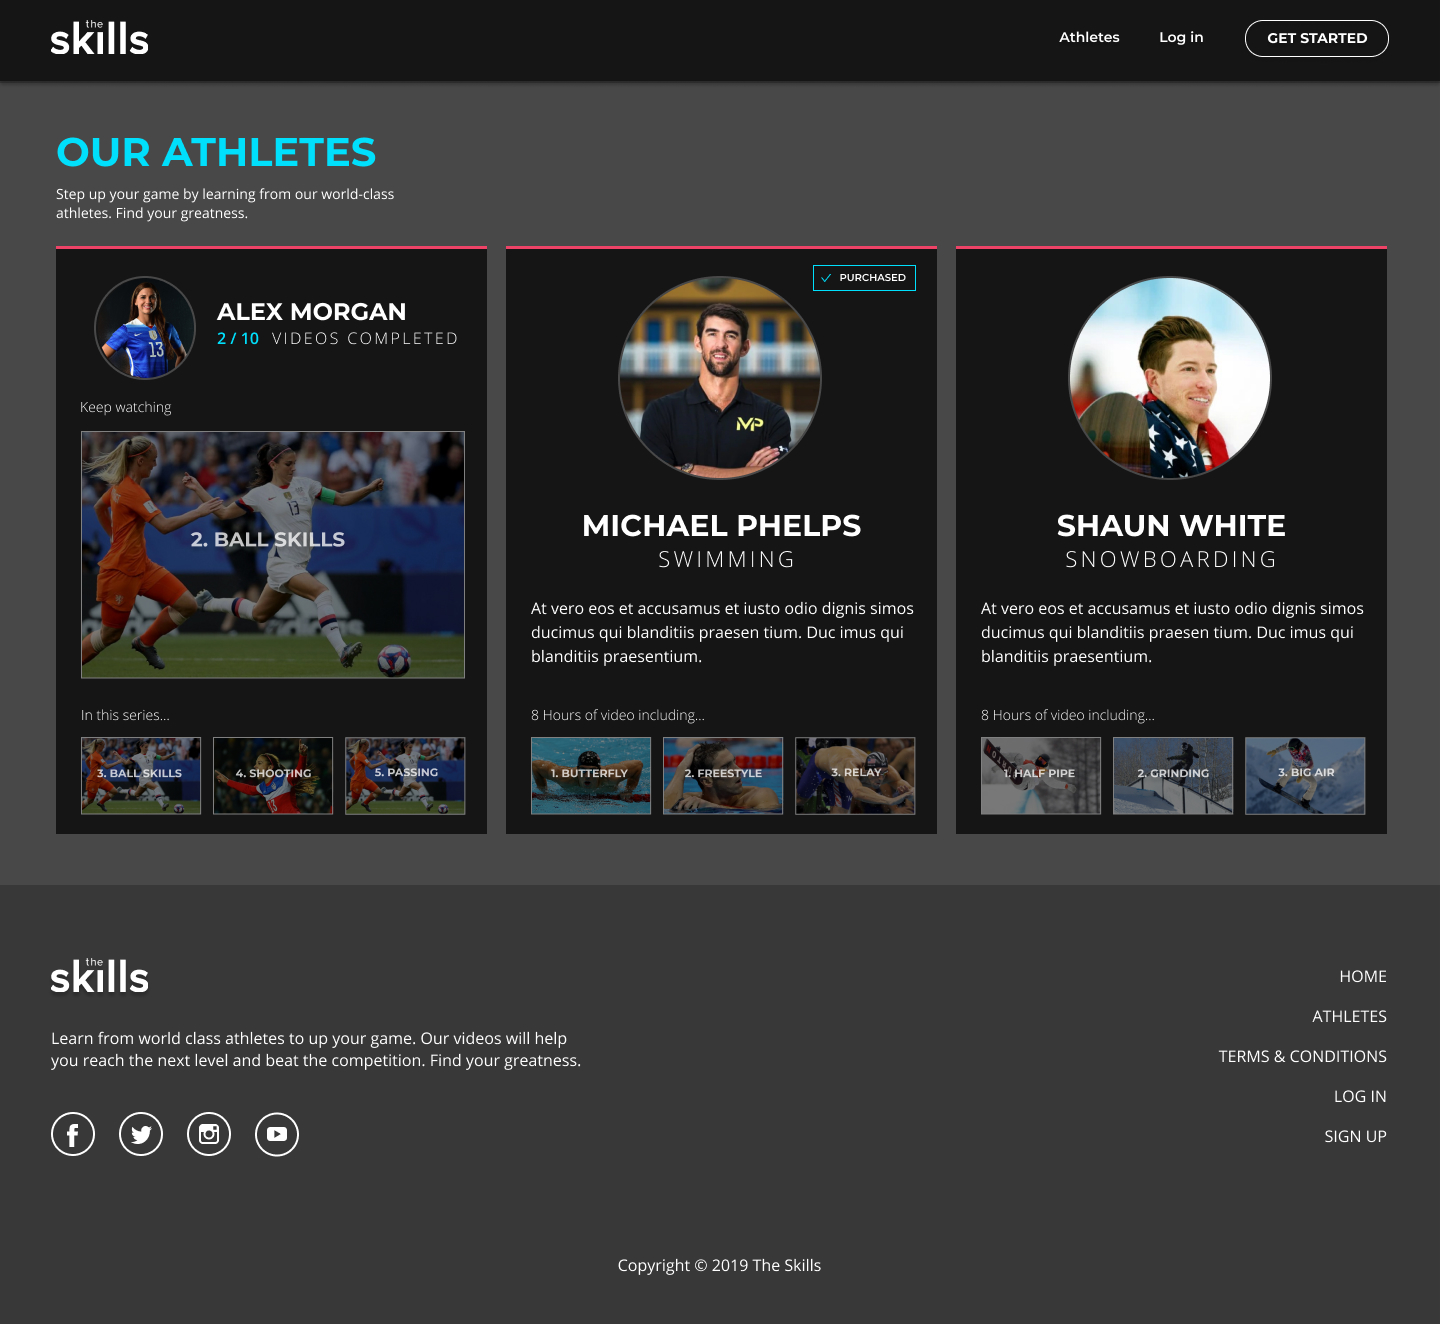 the
skills
Athletes
Log in
GET STARTED
OUR ATHLETES
Step up your game by learning from our world-class
athletes. Find your greatness.
ALEX MORGAN
2 / 10 VIDEOS COMPLETED
13
Keep watching
13
2. BALL SKILLS
In this series...
3. BALL SKILLS
4. SHOOTING
5. PASSING
PURCHASED
MP
MICHAEL PHELPS
SWIMMING
At vero eos et accusamus et iusto odio dignis simos
ducimus qui blanditiis praesen tium. Duc imus qui
blanditiis praesentium.
8 Hours of video including...
1. BUTTERFLY
2. FREESTYLE
3. RELAY
SHAUN WHITE
SNOWBOARDING
At vero eos et accusamus et iusto odio dignis simos
ducimus qui blanditiis praesen tium. Duc imus qui
blanditiis praesentium.
8 Hours of video including...
1. HALF PIPE
2. GRINDING
3. BIG AIR
the
skills
Learn from world class athletes to up your game. Our videos will help
you reach the next level and beat the competition. Find your greatness.
HOME
ATHLETES
TERMS & CONDITIONS
LOG IN
SIGN UP
Copyright © 2019 The Skills